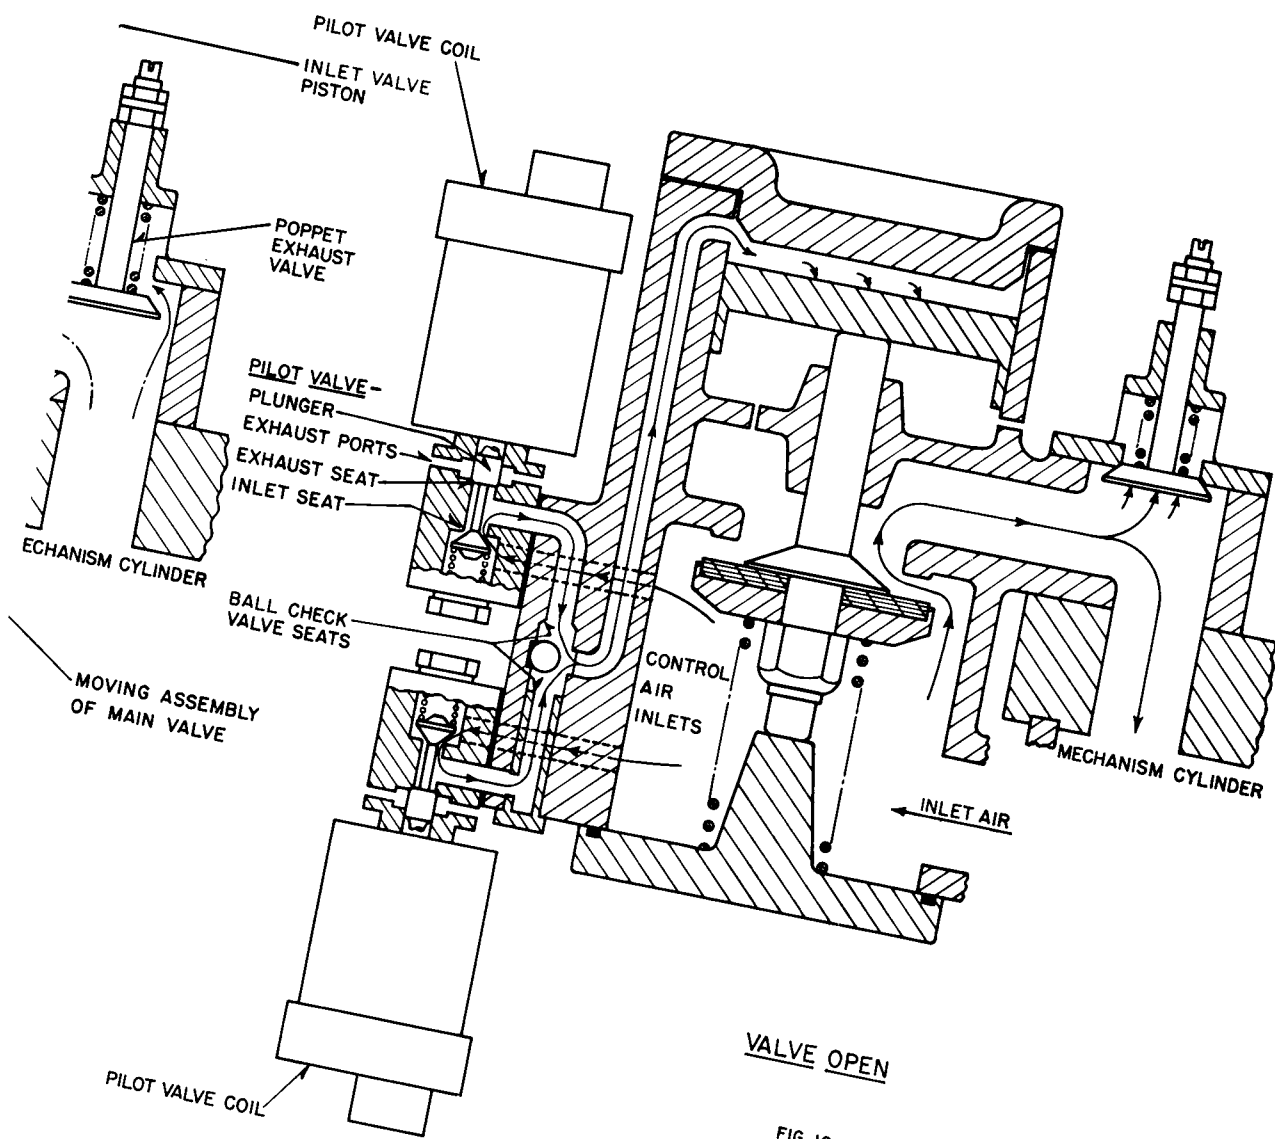 PILOT VALVE COIL
INLET VALVE
PISTON
POPPET
EXHAUST
VALVE
PILOT VALVE-
PLUNGER
EXHAUST PORTS
EXHAUST SEAT
INLET SEAT
ECHANISM CYLINDER
BALL CHECK
VALVE SEATS
MOVING ASSEMBLY
OF MAIN VALVE
CONTROL
AIR
INLETS
MECHANISM CYLINDER
INLET AIR
VALVE OPEN
PILOT VALVE COIL